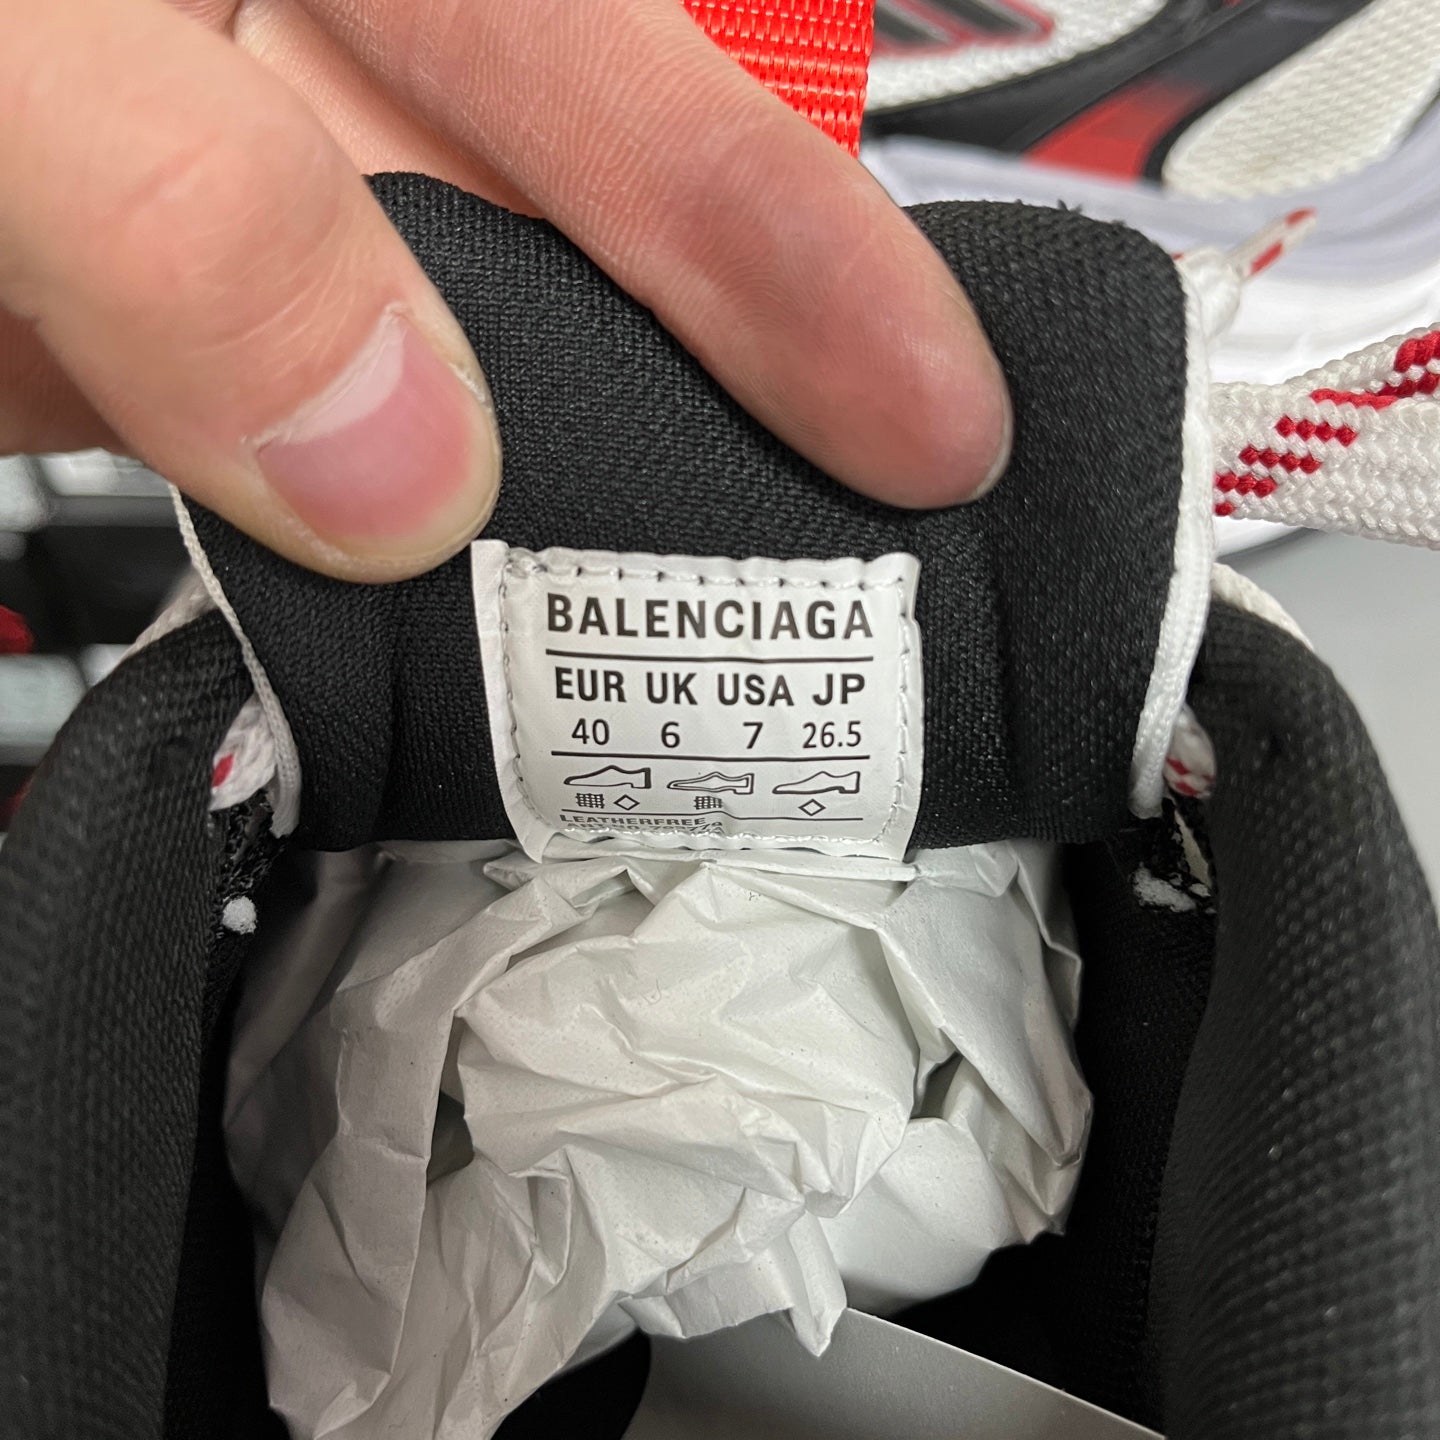 BALENCIAGA
EUR UK USA JP
40 6 7 26.5
LEATHERFREE